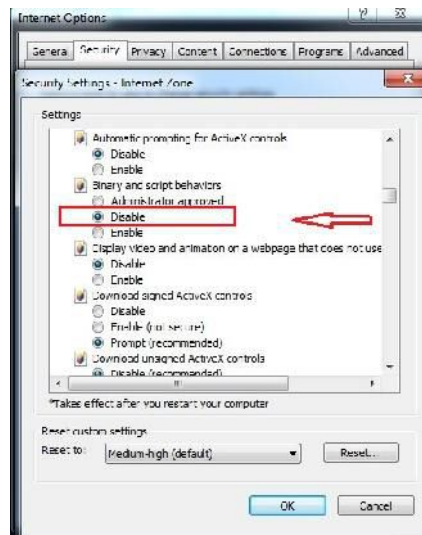 Internet Options
General Security Privacy Content Connections Programs Advanced
Security Settings - Internet Zone
Settings
Automatic prompting for ActiveX controls
Disable
Enable
Binary and script behaviors
Administrator approved
Disable
Enable
Display video and animation on a webpage that does not use
Disable
Enable
Download signed ActiveX controls
Disable
Enable (not secure)
Prompt (recommended)
Download unsigned ActiveX controls
Disable (recommended)
*Takes effect after you restart your computer
Reset custom settings
Reset to: Medium-high (default) Reset...
OK Cancel